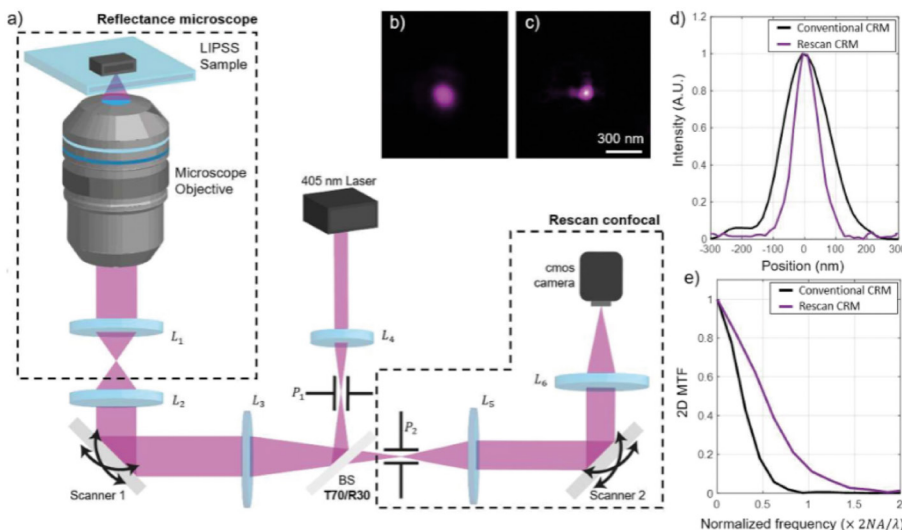 a)
Reflectance microscope
LIPSS
Sample
Microscope
Objective
L₁
L₂
Scanner 1
L₃
405 nm Laser
L₄
P₁
BS
T70/R30
P₂
Rescan confocal
cmos
camera
L₆
L₅
Scanner 2
b)
c)
300 nm
d)
Conventional CRM
Rescan CRM
Intensity (A.U.)
1.2
1
0.8
0.6
0.4
0.2
0
-300 -200 -100 0 100 200 300
Position (nm)
e)
Conventional CRM
Rescan CRM
2D MTF
1
0.8
0.6
0.4
0.2
0
0 0.5 1 1.5 2
Normalized frequency (× 2NA/λ)